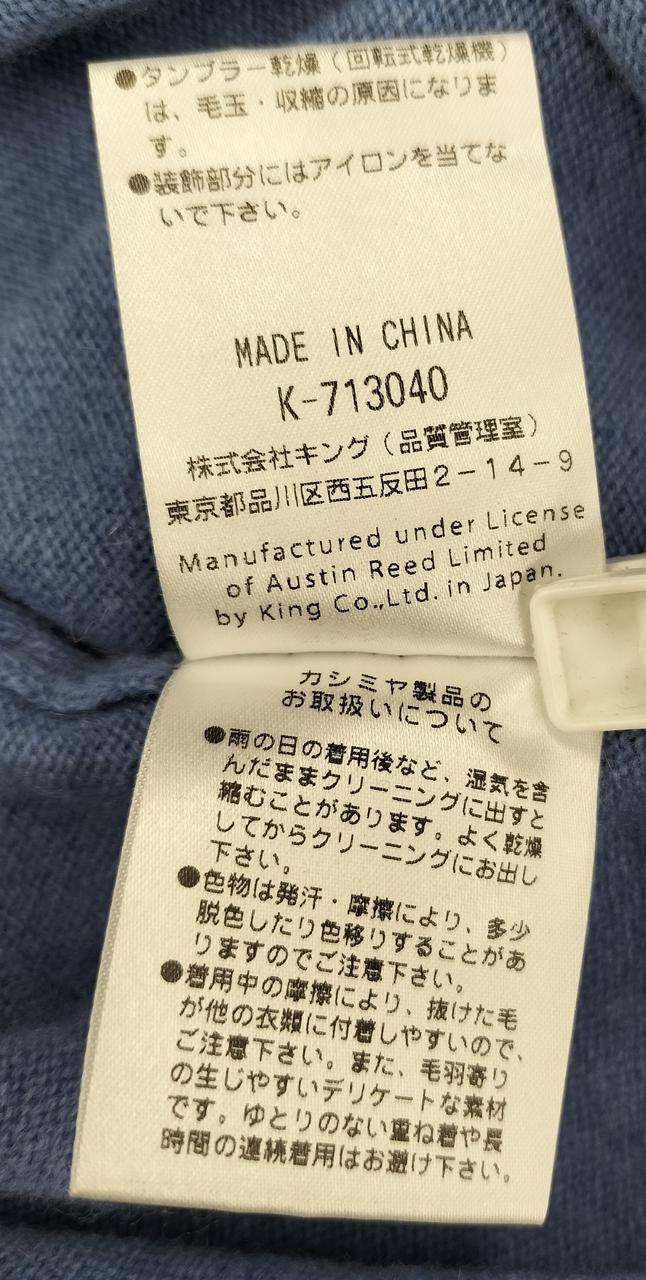 ●タンブラー乾燥（回転式乾燥機）
は、毛玉・収縮の原因になりま
す。
●装飾部分にはアイロンを当てな
いで下さい。
MADE IN CHINA
K-713040
株式会社キング（品質管理室）
東京都品川区西五反田2－14－9
Manufactured under License
of Austin Reed Limited
by King Co.,Ltd. in Japan.
カシミヤ製品の
お取扱いについて
●雨の日の着用後など、湿気を含
んだままクリーニングに出すと
縮むことがあります。よく乾燥
してからクリーニングにお出し
下さい。
●色物は発汗・摩擦により、多少
脱色したり色移りすることがあ
りますのでご注意下さい。
●着用中の摩擦により、抜けた毛
が他の衣類に付着しやすいので、
ご注意下さい。また、毛羽寄り
の生じやすいデリケートな素材
です。ゆとりのない重ね着や長
時間の連続着用はお避け下さい。